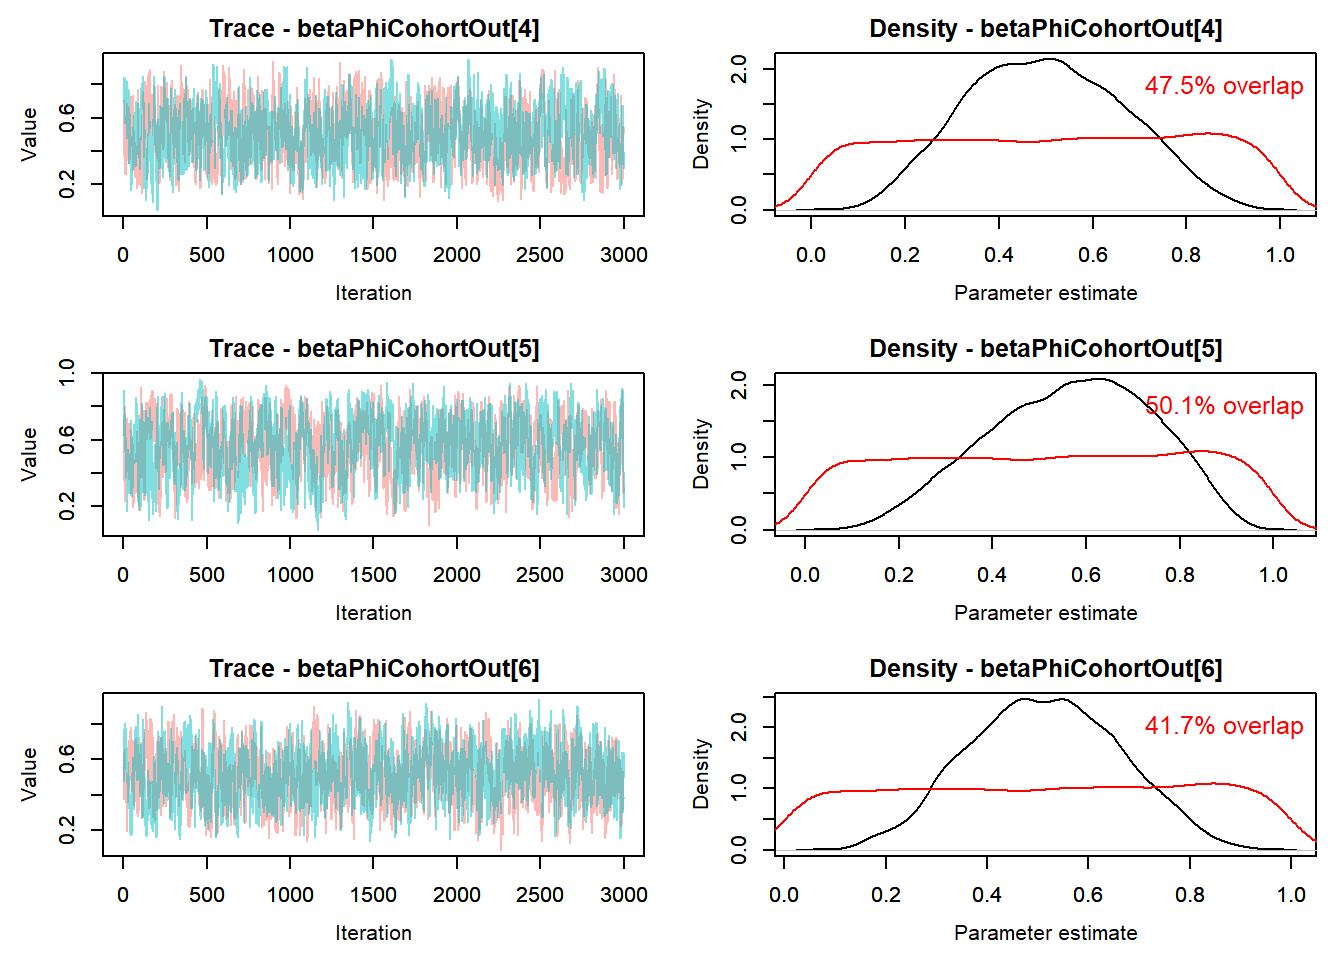 Trace - betaPhiCohortOut[4]
Value
0.2 0.6
0 500 1000 1500 2000 2500 3000
Iteration
Density - betaPhiCohortOut[4]
47.5% overlap
Density
0.0 1.0 2.0
0.0 0.2 0.4 0.6 0.8 1.0
Parameter estimate
Trace - betaPhiCohortOut[5]
Value
0.2 0.6 1.0
0 500 1000 1500 2000 2500 3000
Iteration
Density - betaPhiCohortOut[5]
50.1% overlap
Density
0.0 1.0 2.0
0.0 0.2 0.4 0.6 0.8 1.0
Parameter estimate
Trace - betaPhiCohortOut[6]
Value
0.2 0.6
0 500 1000 1500 2000 2500 3000
Iteration
Density - betaPhiCohortOut[6]
41.7% overlap
Density
0.0 1.0 2.0
0.0 0.2 0.4 0.6 0.8 1.0
Parameter estimate